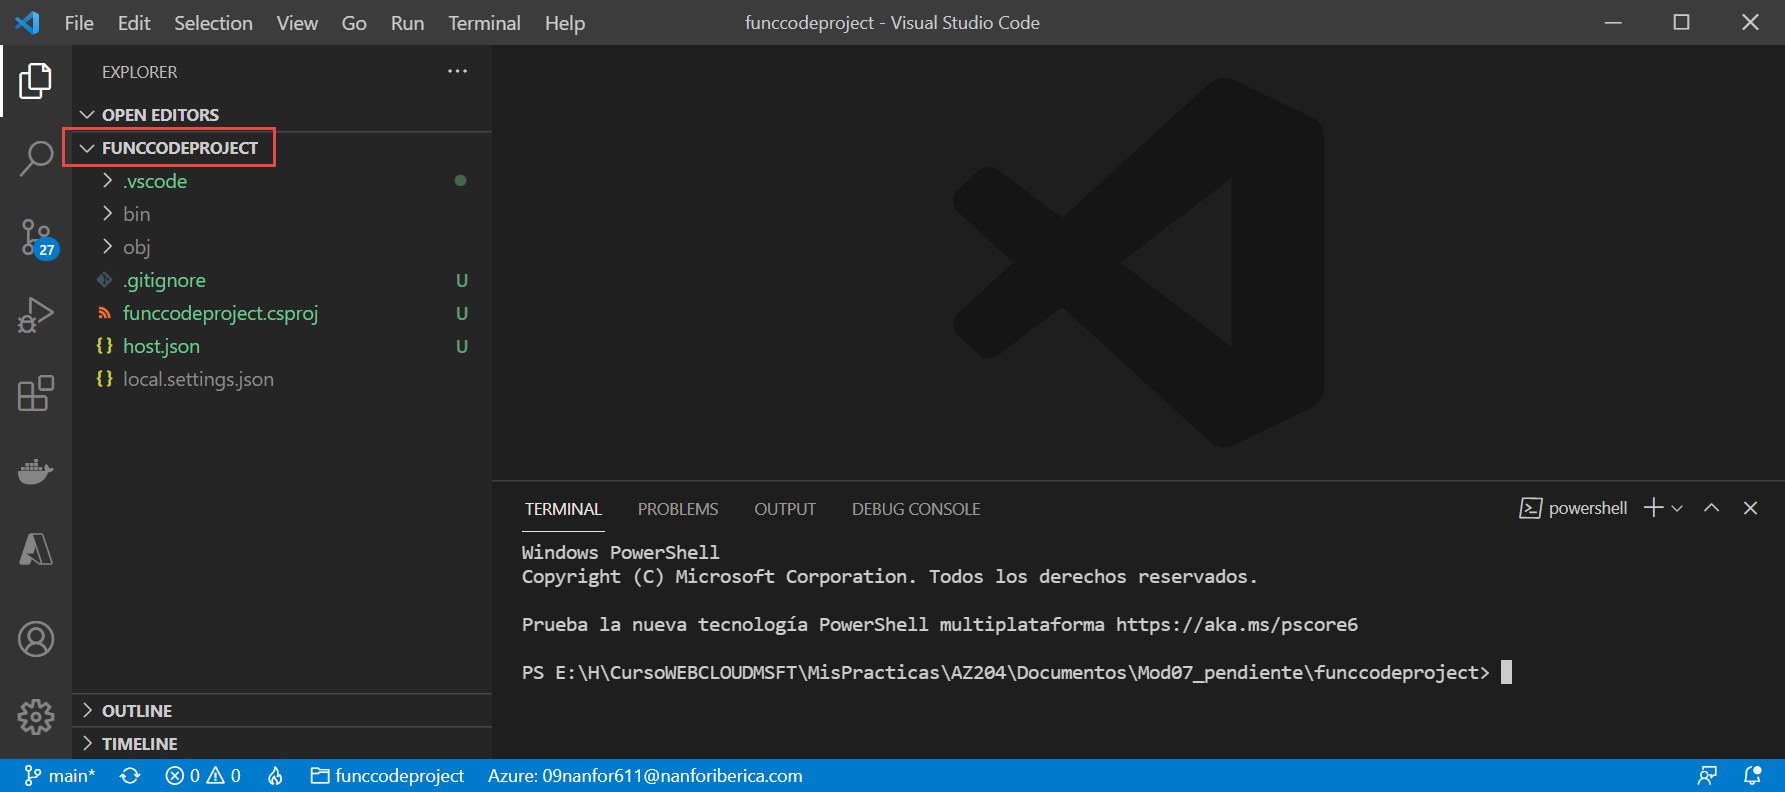 File Edit Selection View Go Run Terminal Help funccodeproject - Visual Studio Code
EXPLORER
OPEN EDITORS
FUNCCODEPROJECT
.vscode
bin
obj
.gitignore U
funccodeproject.csproj U
host.json U
local.settings.json
27
OUTLINE
TIMELINE
TERMINAL PROBLEMS OUTPUT DEBUG CONSOLE powershell
Windows PowerShell
Copyright (C) Microsoft Corporation. Todos los derechos reservados.
Prueba la nueva tecnología PowerShell multiplataforma https://aka.ms/pscore6
PS E:\H\CursoWEBCLOUDMSFT\MisPracticas\AZ204\Documentos\Mod07_pendiente\funccodeproject>
main* 0 0 funccodeproject Azure: 09nanfor611@nanforiberica.com